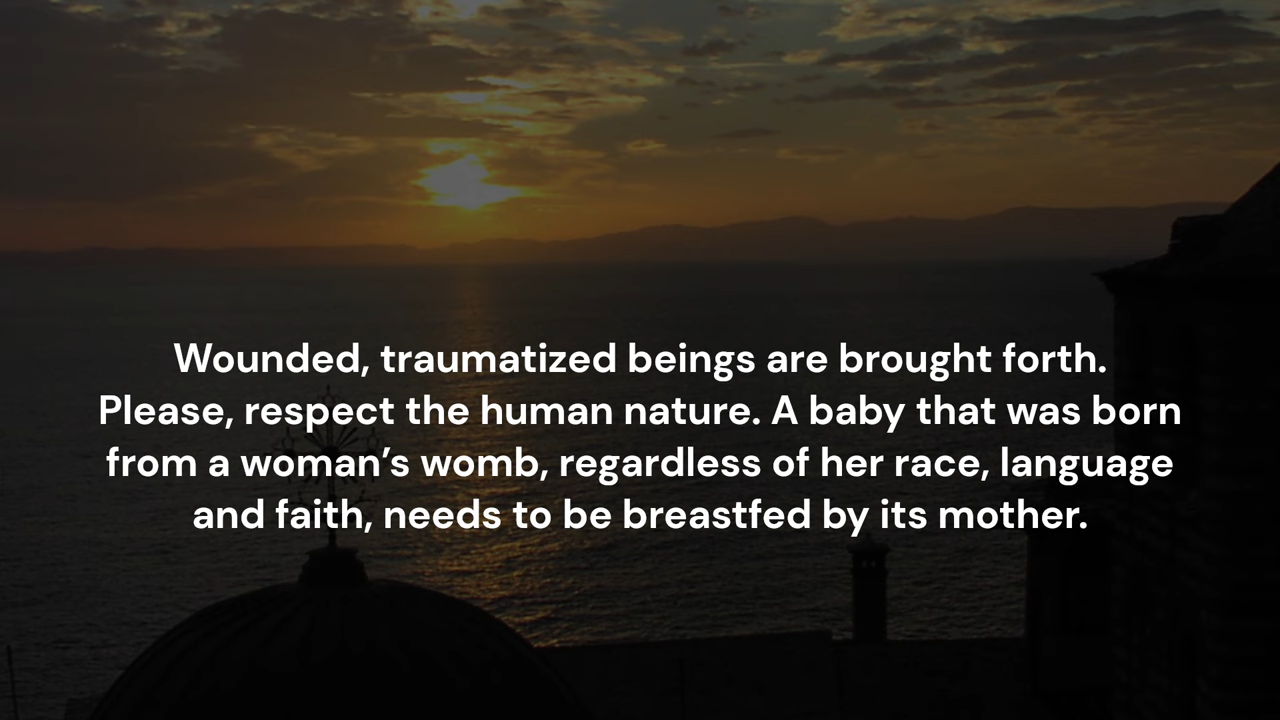 Wounded, traumatized beings are brought forth.
Please, respect the human nature. A baby that was born
from a woman’s womb, regardless of her race, language
and faith, needs to be breastfed by its mother.